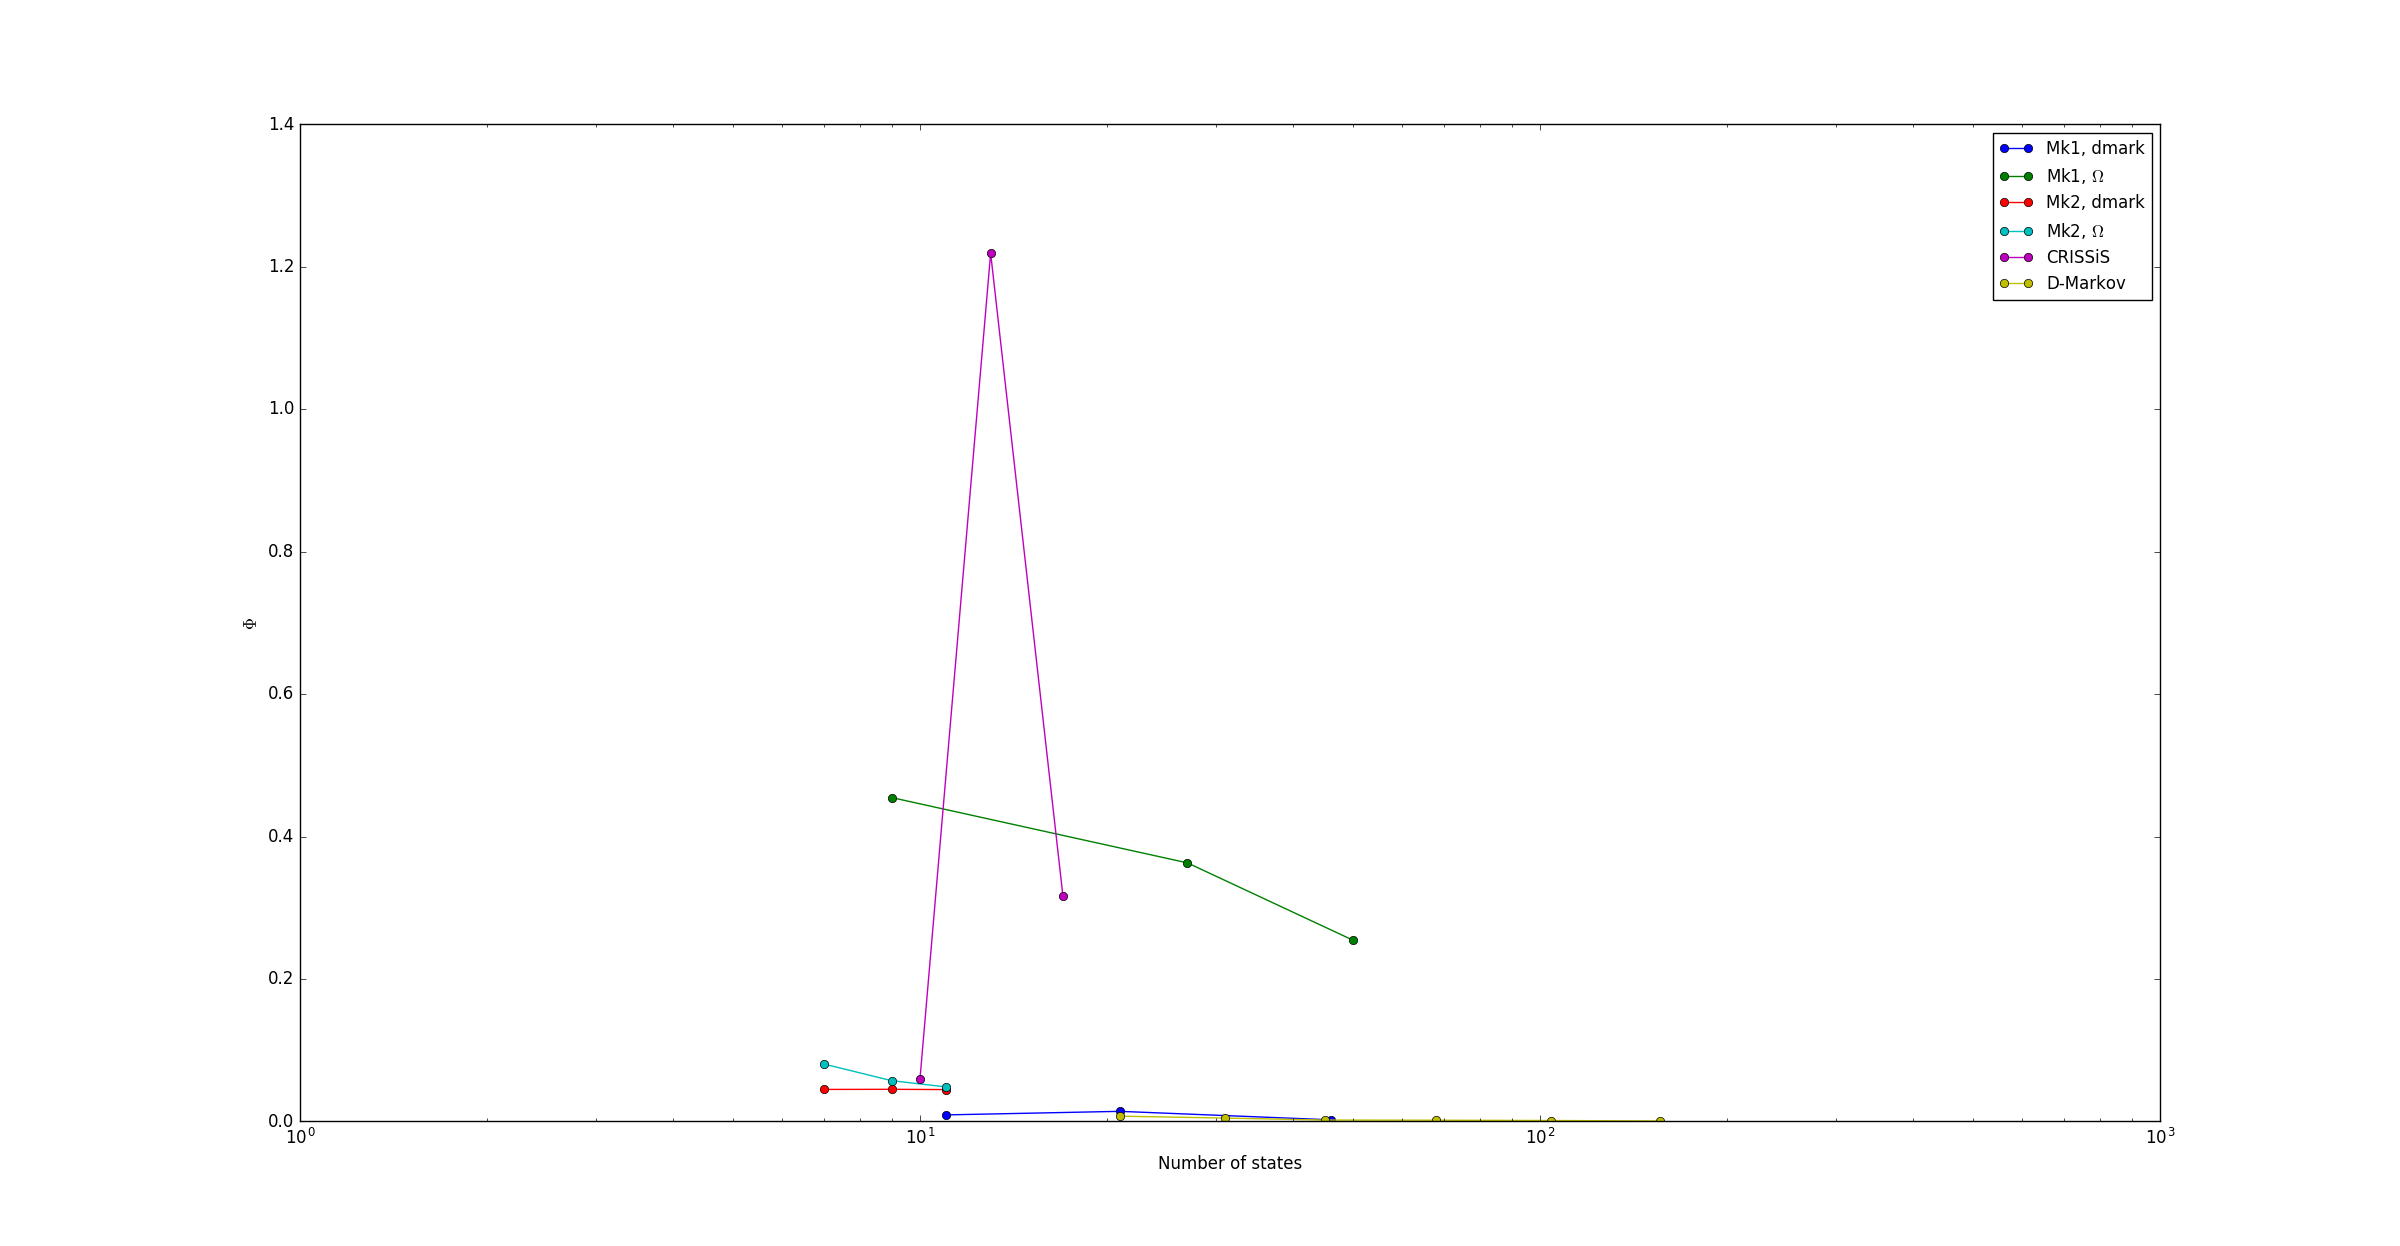 1.4
1.2
1.0
0.8
0.6
0.4
0.2
0.0
Φ
10⁰
10¹
10²
10³
Number of states
Mk1, dmark
Mk1, Ω
Mk2, dmark
Mk2, Ω
CRISSiS
D-Markov